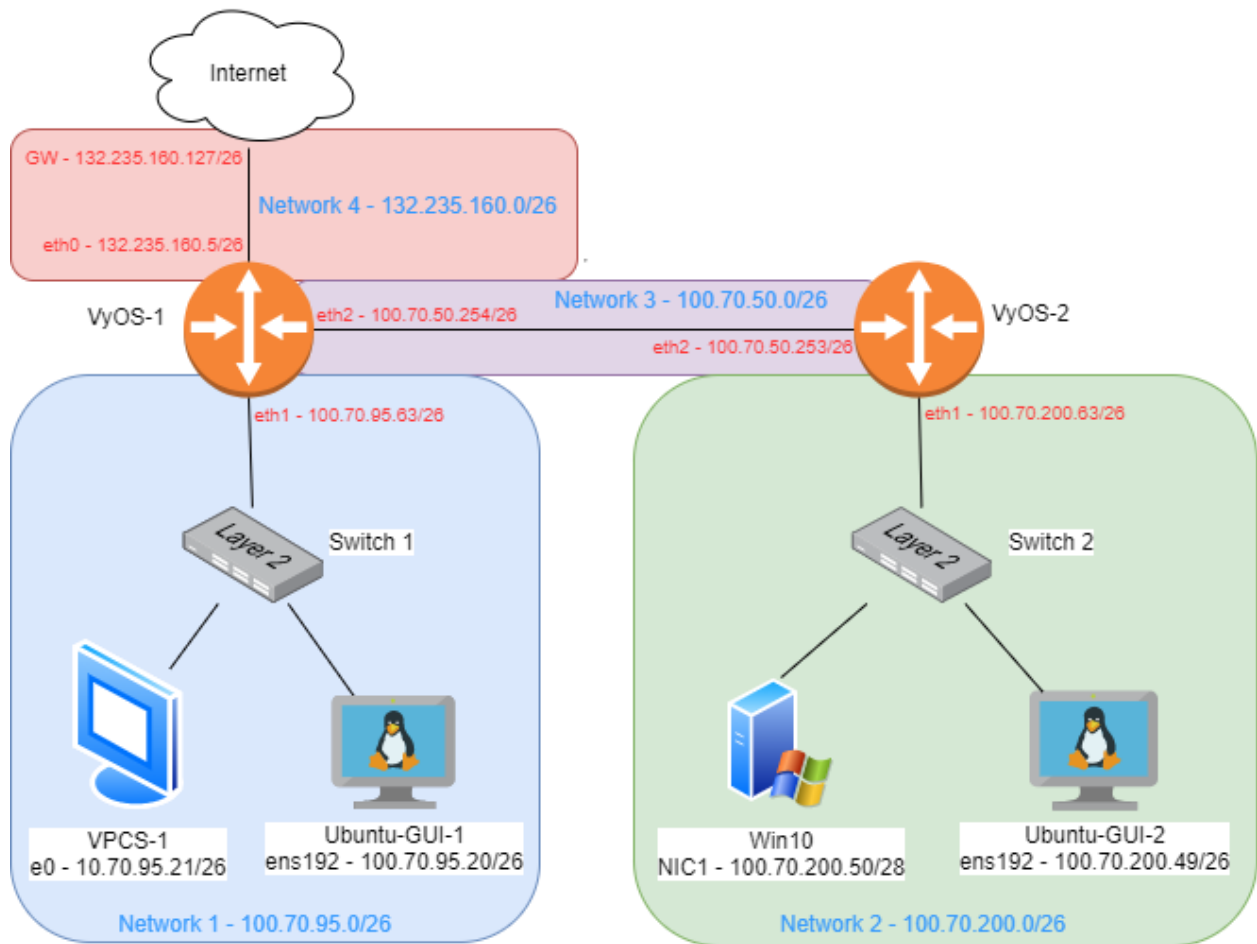 Internet
GW - 132.235.160.127/26
Network 4 - 132.235.160.0/26
eth0 - 132.235.160.5/26
VyOS-1
eth2 - 100.70.50.254/26
Network 3 - 100.70.50.0/26
eth2 - 100.70.50.253/26
VyOS-2
eth1 - 100.70.95.63/26
eth1 - 100.70.200.63/26
Layer 2
Switch 1
Layer 2
Switch 2
VPCS-1
e0 - 10.70.95.21/26
Ubuntu-GUI-1
ens192 - 100.70.95.20/26
Win10
NIC1 - 100.70.200.50/28
Ubuntu-GUI-2
ens192 - 100.70.200.49/26
Network 1 - 100.70.95.0/26
Network 2 - 100.70.200.0/26